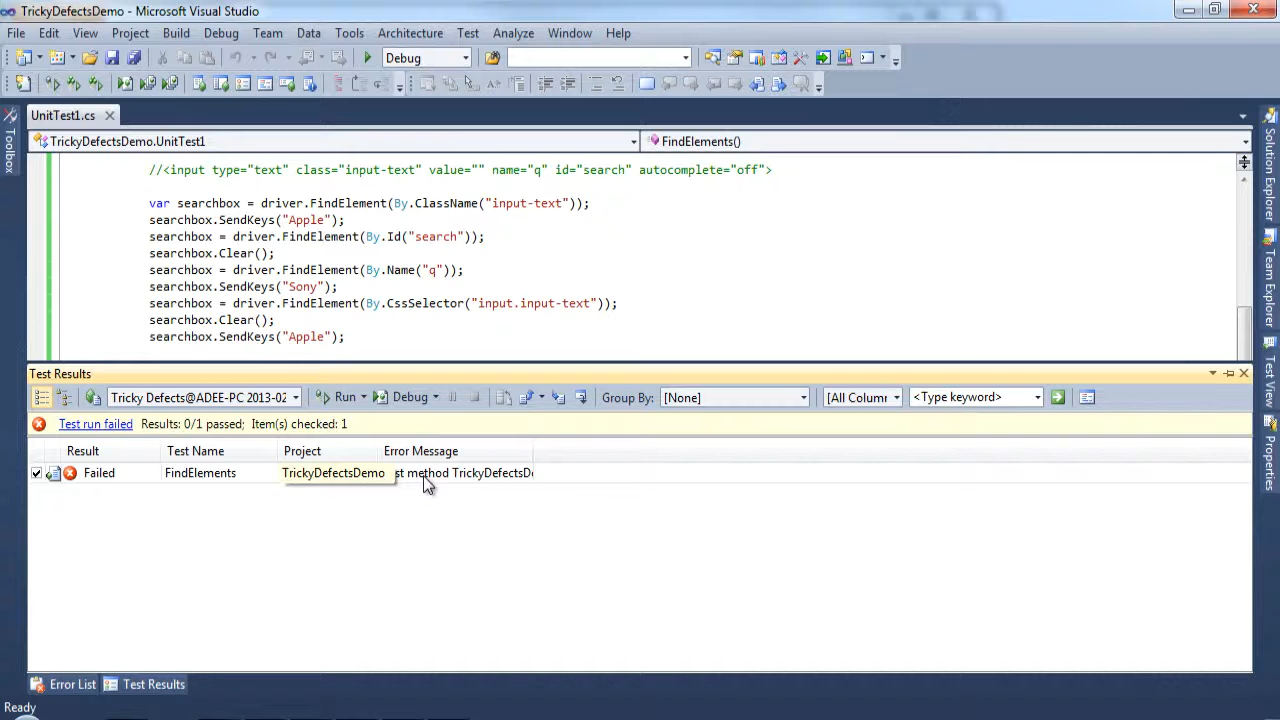 TrickyDefectsDemo - Microsoft Visual Studio
File Edit View Project Build Debug Team Data Tools Architecture Test Analyze Window Help
Debug
UnitTest1.cs
TrickyDefectsDemo.UnitTest1 FindElements()
//<input type="text" class="input-text" value="" name="q" id="search" autocomplete="off">
var searchbox = driver.FindElement(By.ClassName("input-text"));
searchbox.SendKeys("Apple");
searchbox = driver.FindElement(By.Id("search"));
searchbox.Clear();
searchbox = driver.FindElement(By.Name("q"));
searchbox.SendKeys("Sony");
searchbox = driver.FindElement(By.CssSelector("input.input-text"));
searchbox.Clear();
searchbox.SendKeys("Apple");
Test Results
Tricky Defects@ADEE-PC 2013-02 Run Debug Group By: [None] [All Column <Type keyword>
Test run failed Results: 0/1 passed; Item(s) checked: 1
Result Test Name Project Error Message
Failed FindElements TrickyDefectsDemo st method TrickyDefectsD
Error List Test Results
Ready
Toolbox
Solution Explorer
Team Explorer
Test View
Properties